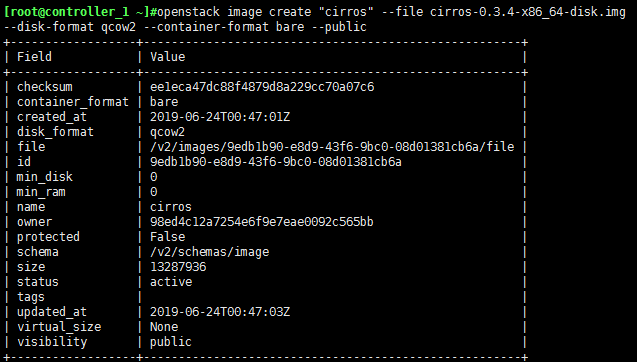 [root@controller_1 ~]#openstack image create "cirros" --file cirros-0.3.4-x86_64-disk.img
--disk-format qcow2 --container-format bare --public
+------------------+------------------------------------------------------+
| Field | Value |
+------------------+------------------------------------------------------+
| checksum | ee1eca47dc88f4879d8a229cc70a07c6 |
| container_format | bare |
| created_at | 2019-06-24T00:47:01Z |
| disk_format | qcow2 |
| file | /v2/images/9edb1b90-e8d9-43f6-9bc0-08d01381cb6a/file |
| id | 9edb1b90-e8d9-43f6-9bc0-08d01381cb6a |
| min_disk | 0 |
| min_ram | 0 |
| name | cirros |
| owner | 98ed4c12a7254e6f9e7eae0092c565bb |
| protected | False |
| schema | /v2/schemas/image |
| size | 13287936 |
| status | active |
| tags | |
| updated_at | 2019-06-24T00:47:03Z |
| virtual_size | None |
| visibility | public |
+------------------+------------------------------------------------------+